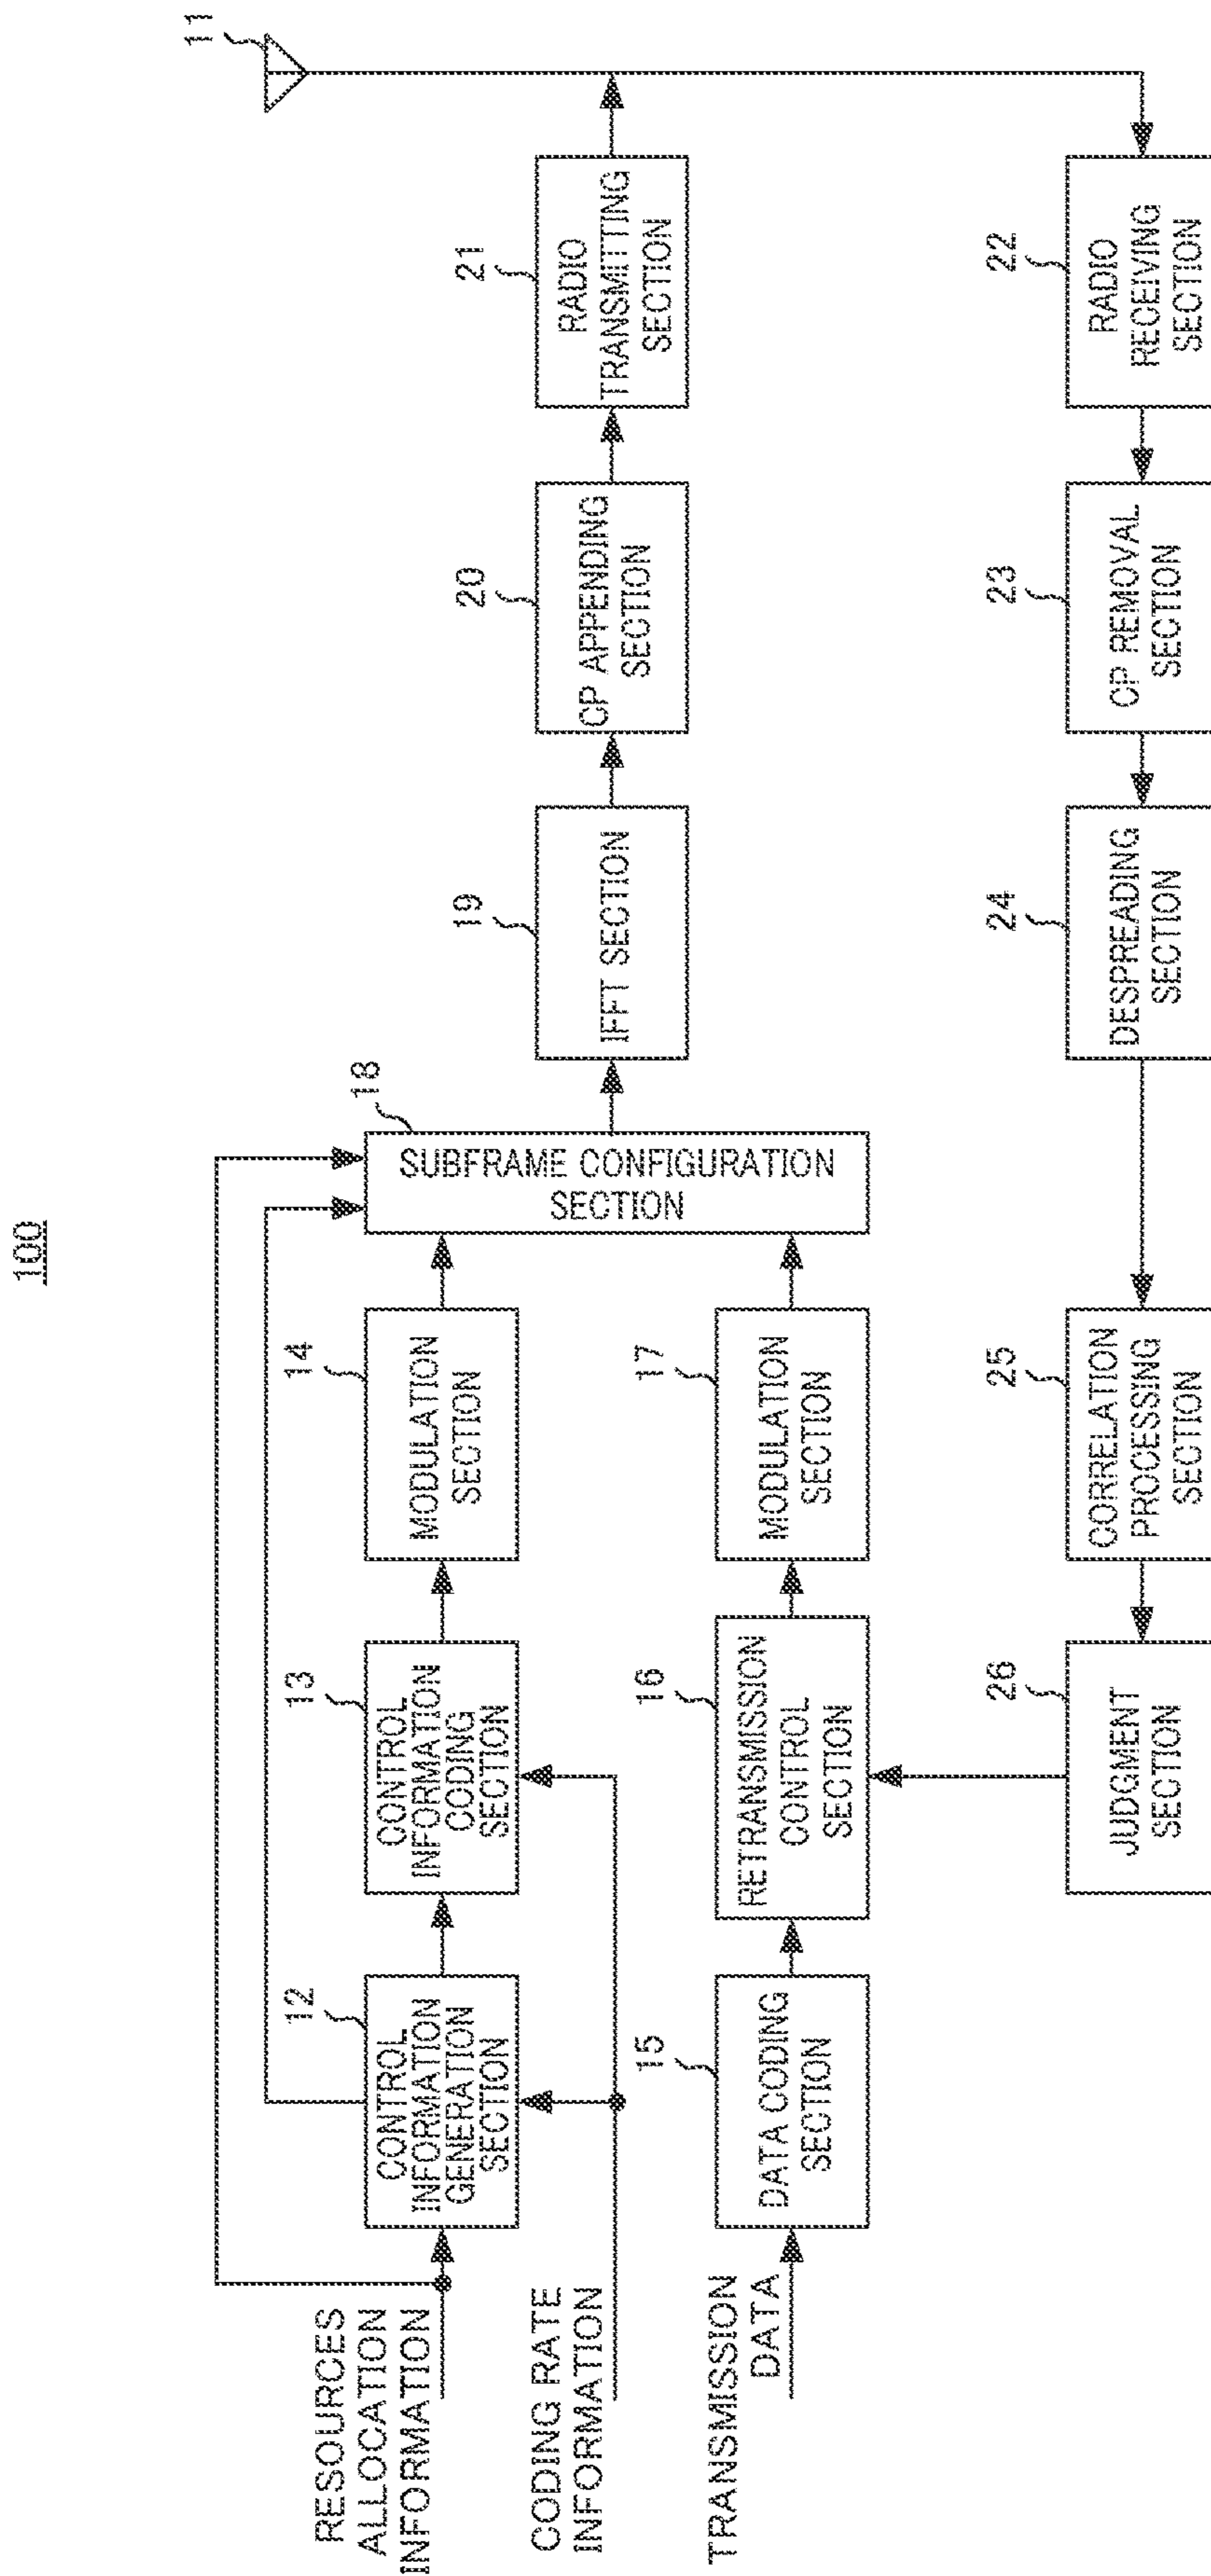 100
11
RESOURCES
ALLOCATION
INFORMATION
CODING RATE
INFORMATION
TRANSMISSION
DATA
12
CONTROL
INFORMATION
GENERATION
SECTION
13
CONTROL
INFORMATION
CODING
SECTION
14
MODULATION
SECTION
15
DATA CODING
SECTION
16
RETRANSMISSION
CONTROL
SECTION
17
MODULATION
SECTION
18
SUBFRAME CONFIGURATION
SECTION
19
IFFT SECTION
20
CP APPENDING
SECTION
21
RADIO
TRANSMITTING
SECTION
22
RADIO
RECEIVING
SECTION
23
CP REMOVAL
SECTION
24
DESPREADING
SECTION
25
CORRELATION
PROCESSING
SECTION
26
JUDGMENT
SECTION